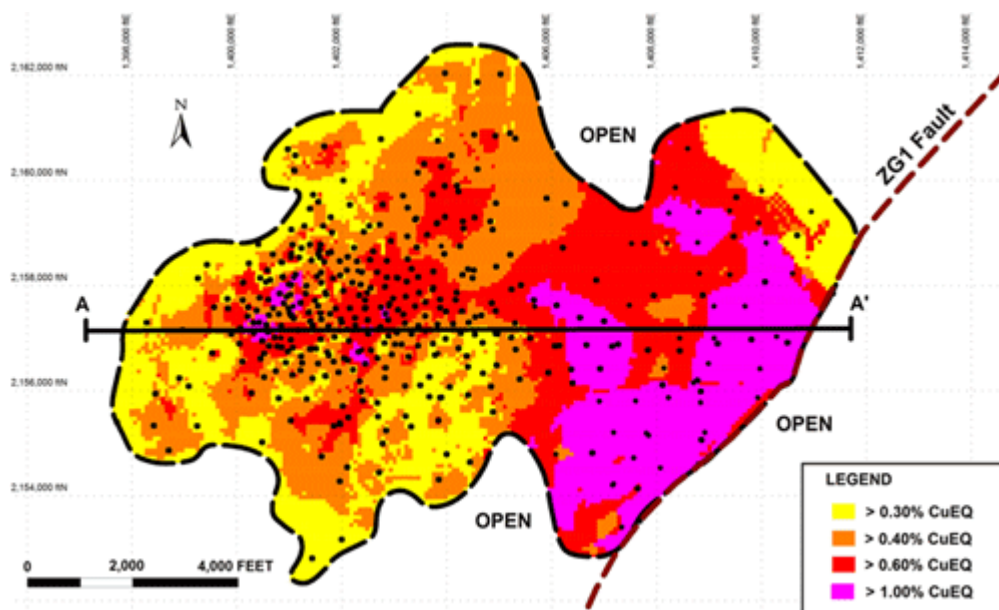 1,398,000 ftE
1,400,000 ftE
1,402,000 ftE
1,404,000 ftE
1,406,000 ftE
1,408,000 ftE
1,410,000 ftE
1,412,000 ftE
1,414,000 ftE
2,162,000 ftN
N
OPEN
ZG1 Fault
2,160,000 ftN
2,158,000 ftN
A
A'
2,156,000 ftN
OPEN
2,154,000 ftN
OPEN
LEGEND
> 0.30% CuEQ
> 0.40% CuEQ
> 0.60% CuEQ
> 1.00% CuEQ
0 2,000 4,000 FEET